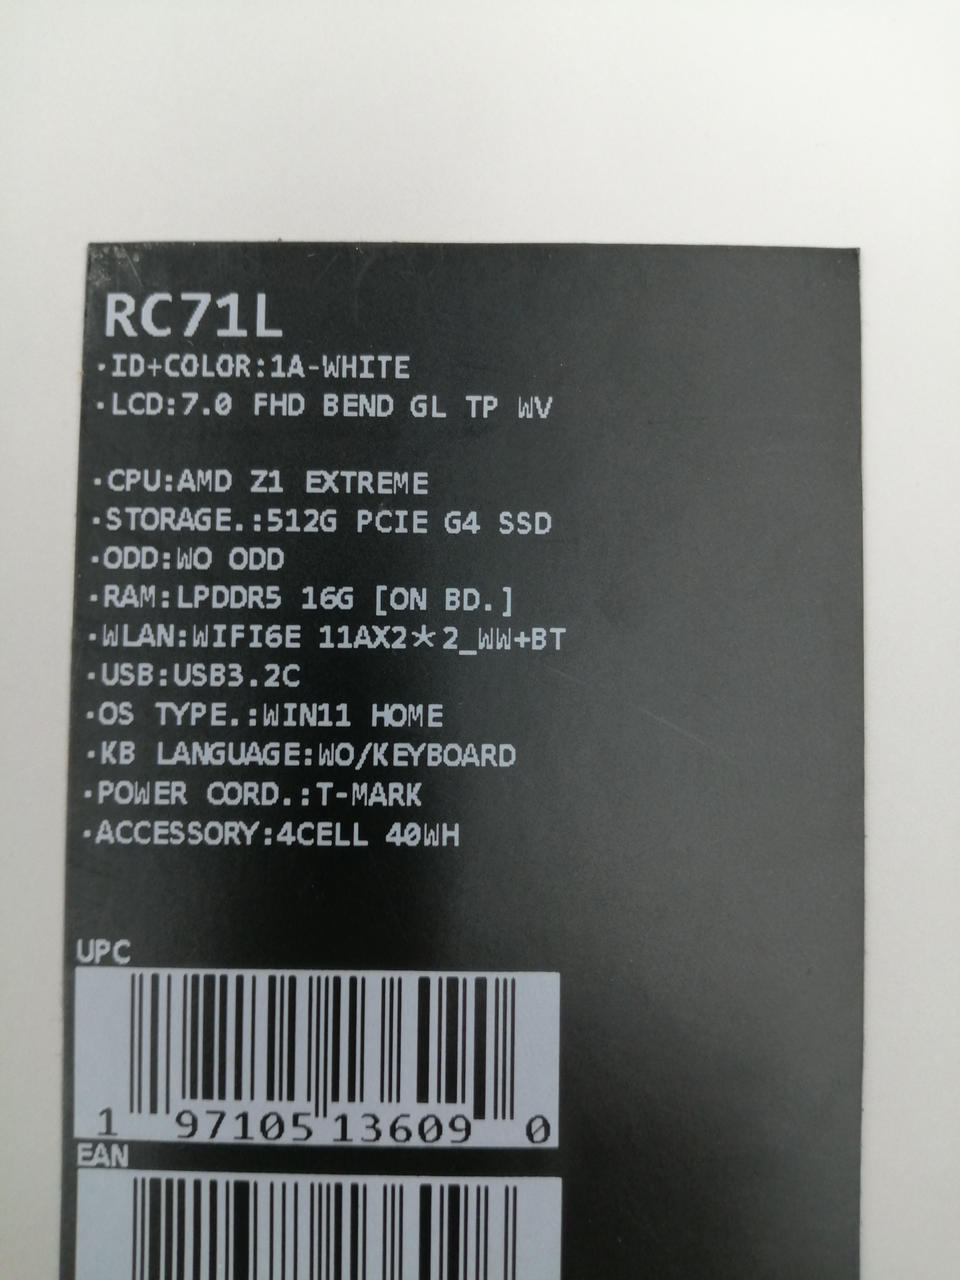 RC71L
·ID+COLOR:1A-WHITE
·LCD:7.0 FHD BEND GL TP WV
·CPU:AMD Z1 EXTREME
·STORAGE.:512G PCIE G4 SSD
·ODD:WO ODD
·RAM:LPDDR5 16G [ON BD.]
·WLAN:WIFI6E 11AX2*2_WW+BT
·USB:USB3.2C
·OS TYPE.:WIN11 HOME
·KB LANGUAGE:WO/KEYBOARD
·POWER CORD.:T-MARK
·ACCESSORY:4CELL 40WH
UPC
1 97105 13609 0
EAN